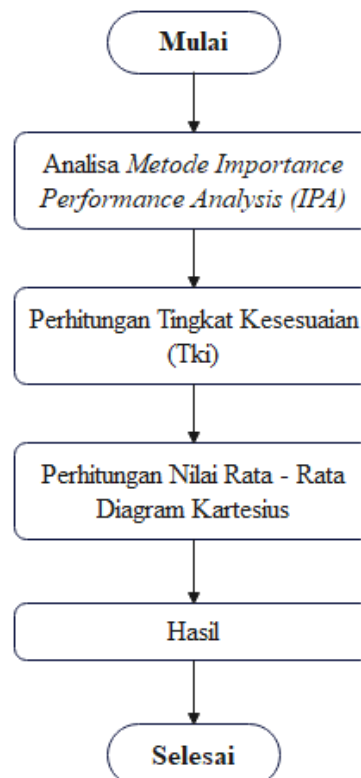 Mulai
Analisa Metode Importance
Performance Analysis (IPA)
Perhitungan Tingkat Kesesuaian
(Tki)
Perhitungan Nilai Rata - Rata
Diagram Kartesius
Hasil
Selesai